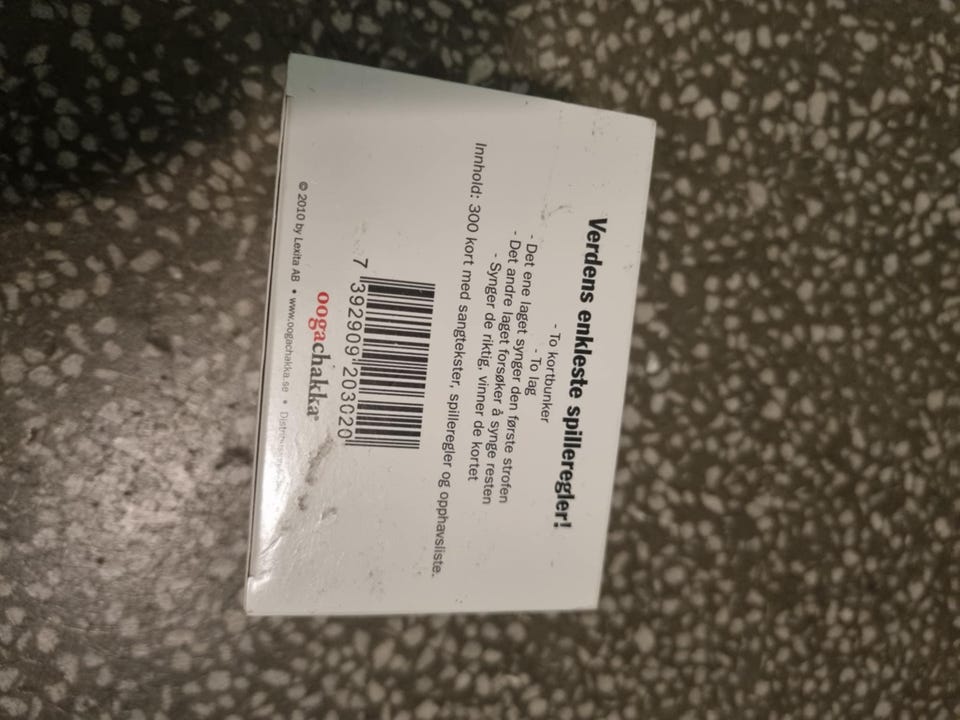 Verdens enkleste spilleregler!
- To kortbunker
- To lag
- Det ene laget synger den første strofen
- Det andre laget forsøker å synge resten
- Synger de riktig, vinner de kortet
Innhold: 300 kort med sangtekster, spilleregler og opphavsliste.
7 392909 203020
oogachakka®
© 2010 by Lexita AB • www.oogachakka.se •